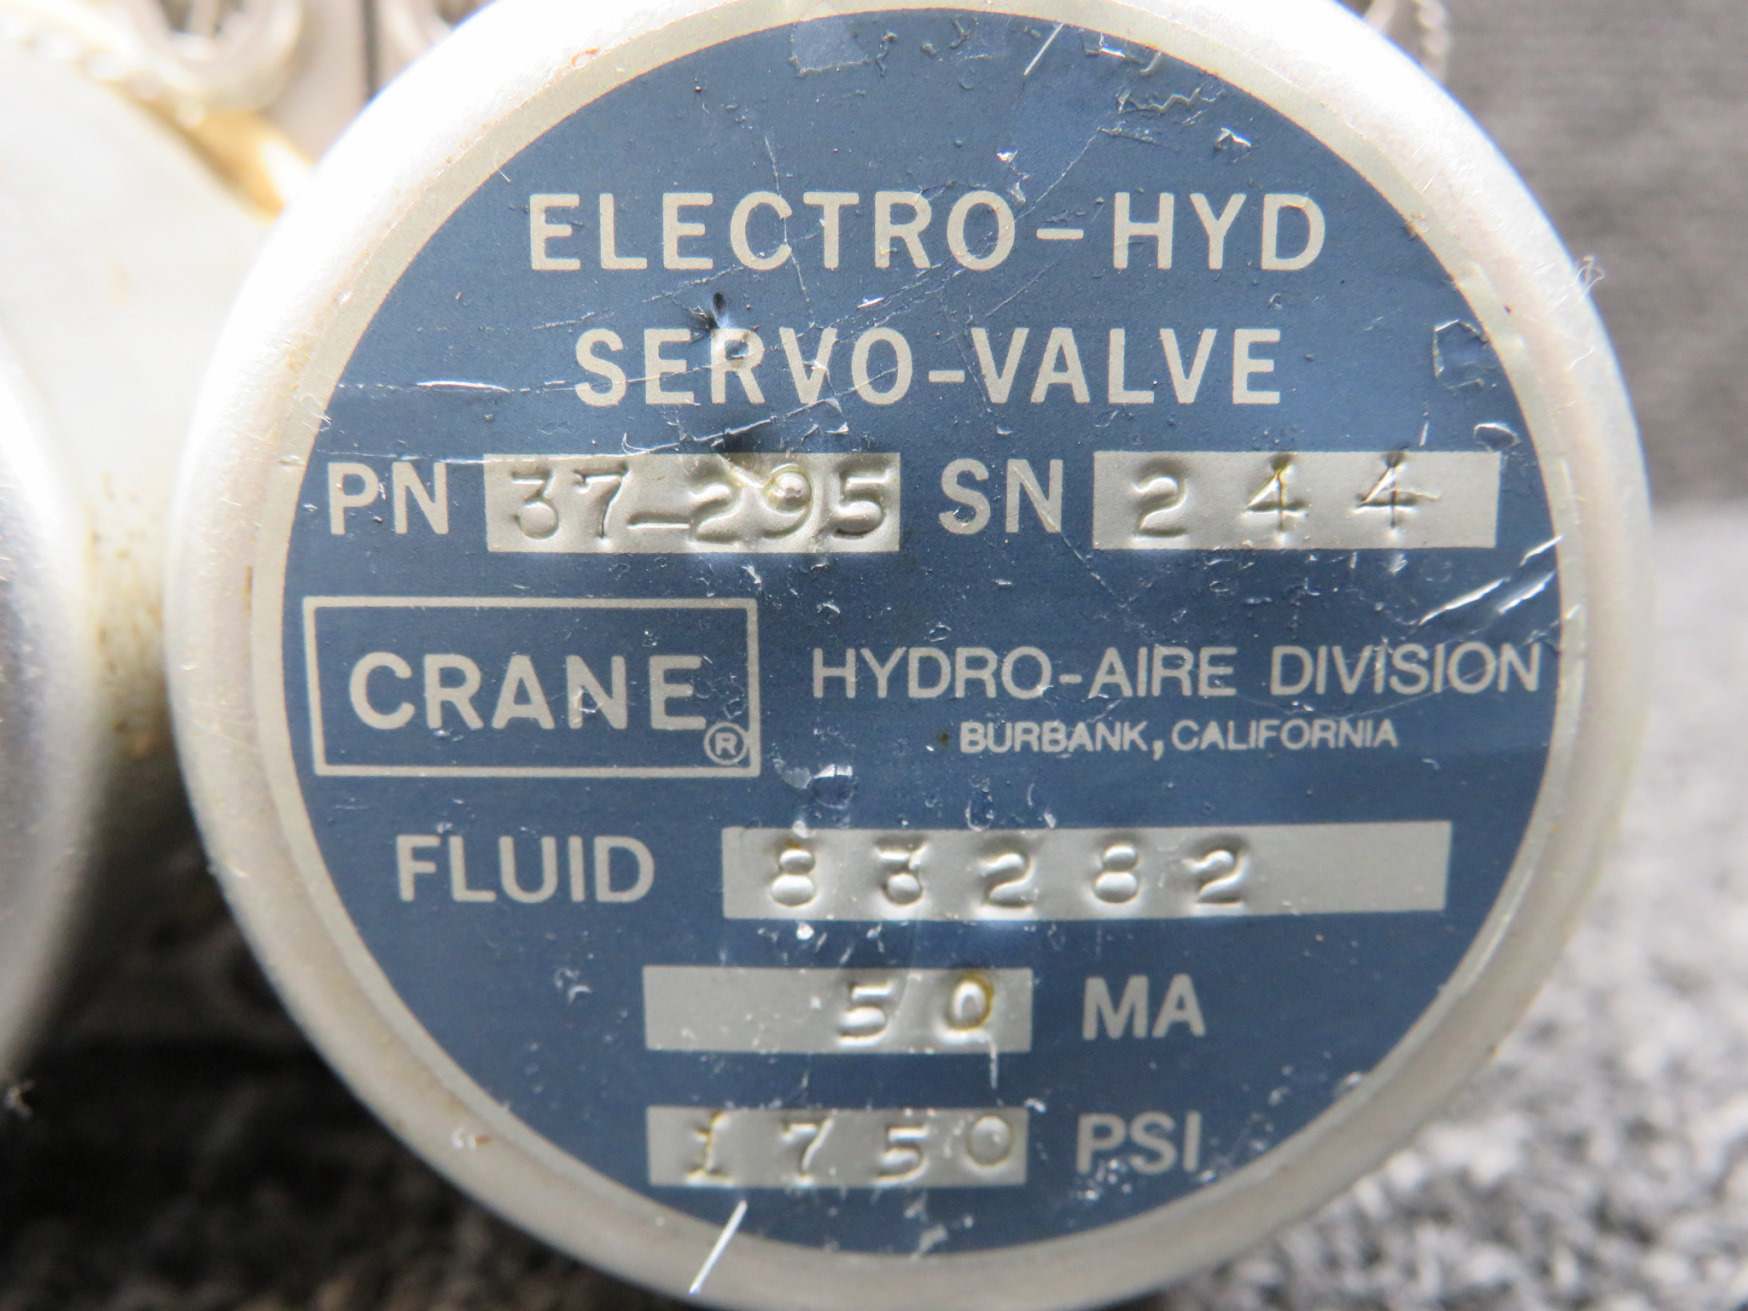 ELECTRO-HYD
SERVO-VALVE
PN 37-295 SN 244
CRANE® HYDRO-AIRE DIVISION
BURBANK, CALIFORNIA
FLUID 83282
50 MA
1750 PSI